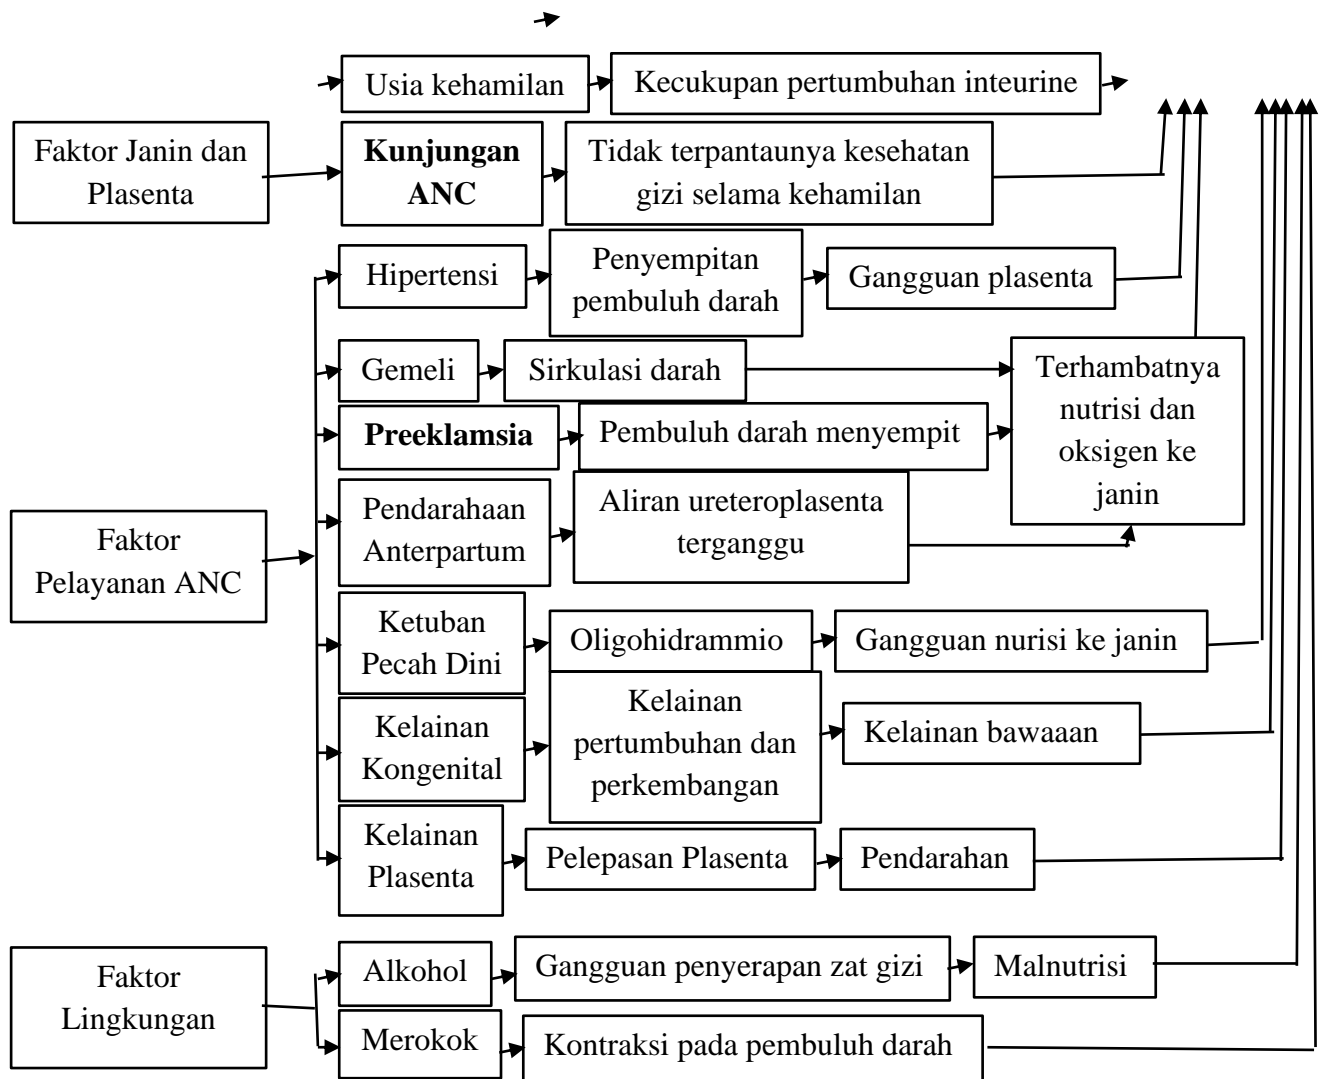 Usia kehamilan
Kecukupan pertumbuhan inteurine
Faktor Janin dan
Plasenta
Kunjungan
ANC
Tidak terpantaunya kesehatan
gizi selama kehamilan
Hipertensi
Penyempitan
pembuluh darah
Gangguan plasenta
Gemeli
Sirkulasi darah
Terhambatnya
nutrisi dan
oksigen ke
janin
Preeklamsia
Pembuluh darah menyempit
Faktor
Pelayanan ANC
Pendarahaan
Anterpartum
Aliran ureteroplasenta
terganggu
Ketuban
Pecah Dini
Oligohidrammio
Gangguan nurisi ke janin
Kelainan
Kongenital
Kelainan
pertumbuhan dan
perkembangan
Kelainan bawaaan
Kelainan
Plasenta
Pelepasan Plasenta
Pendarahan
Faktor
Lingkungan
Alkohol
Gangguan penyerapan zat gizi
Malnutrisi
Merokok
Kontraksi pada pembuluh darah